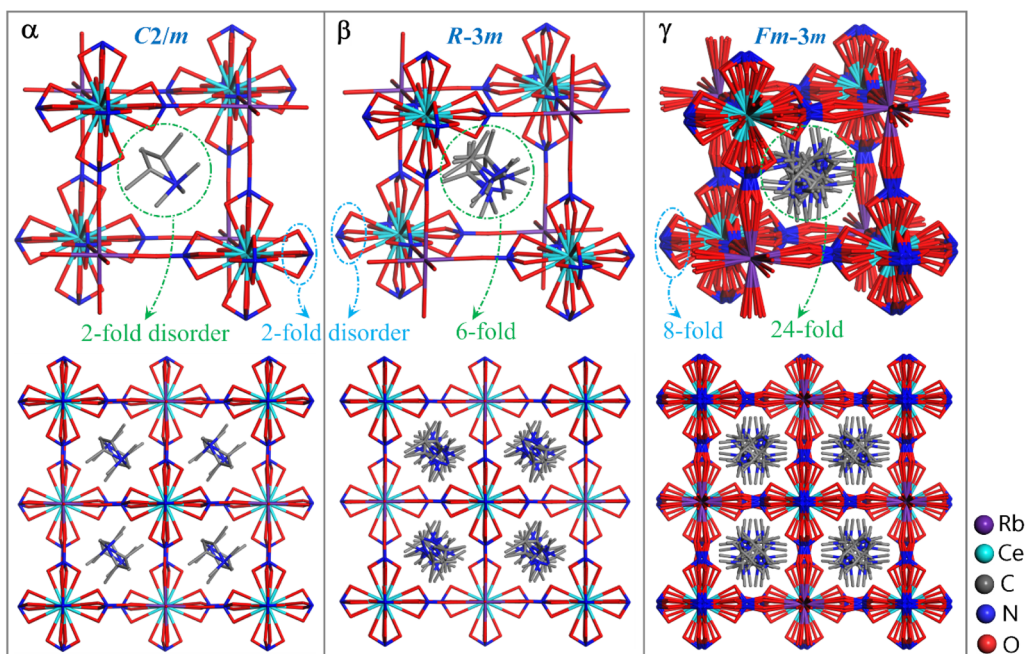 α C2/m
β R-3m
γ Fm-3m
2-fold disorder
2-fold disorder
6-fold
8-fold
24-fold
Rb
Ce
C
N
O